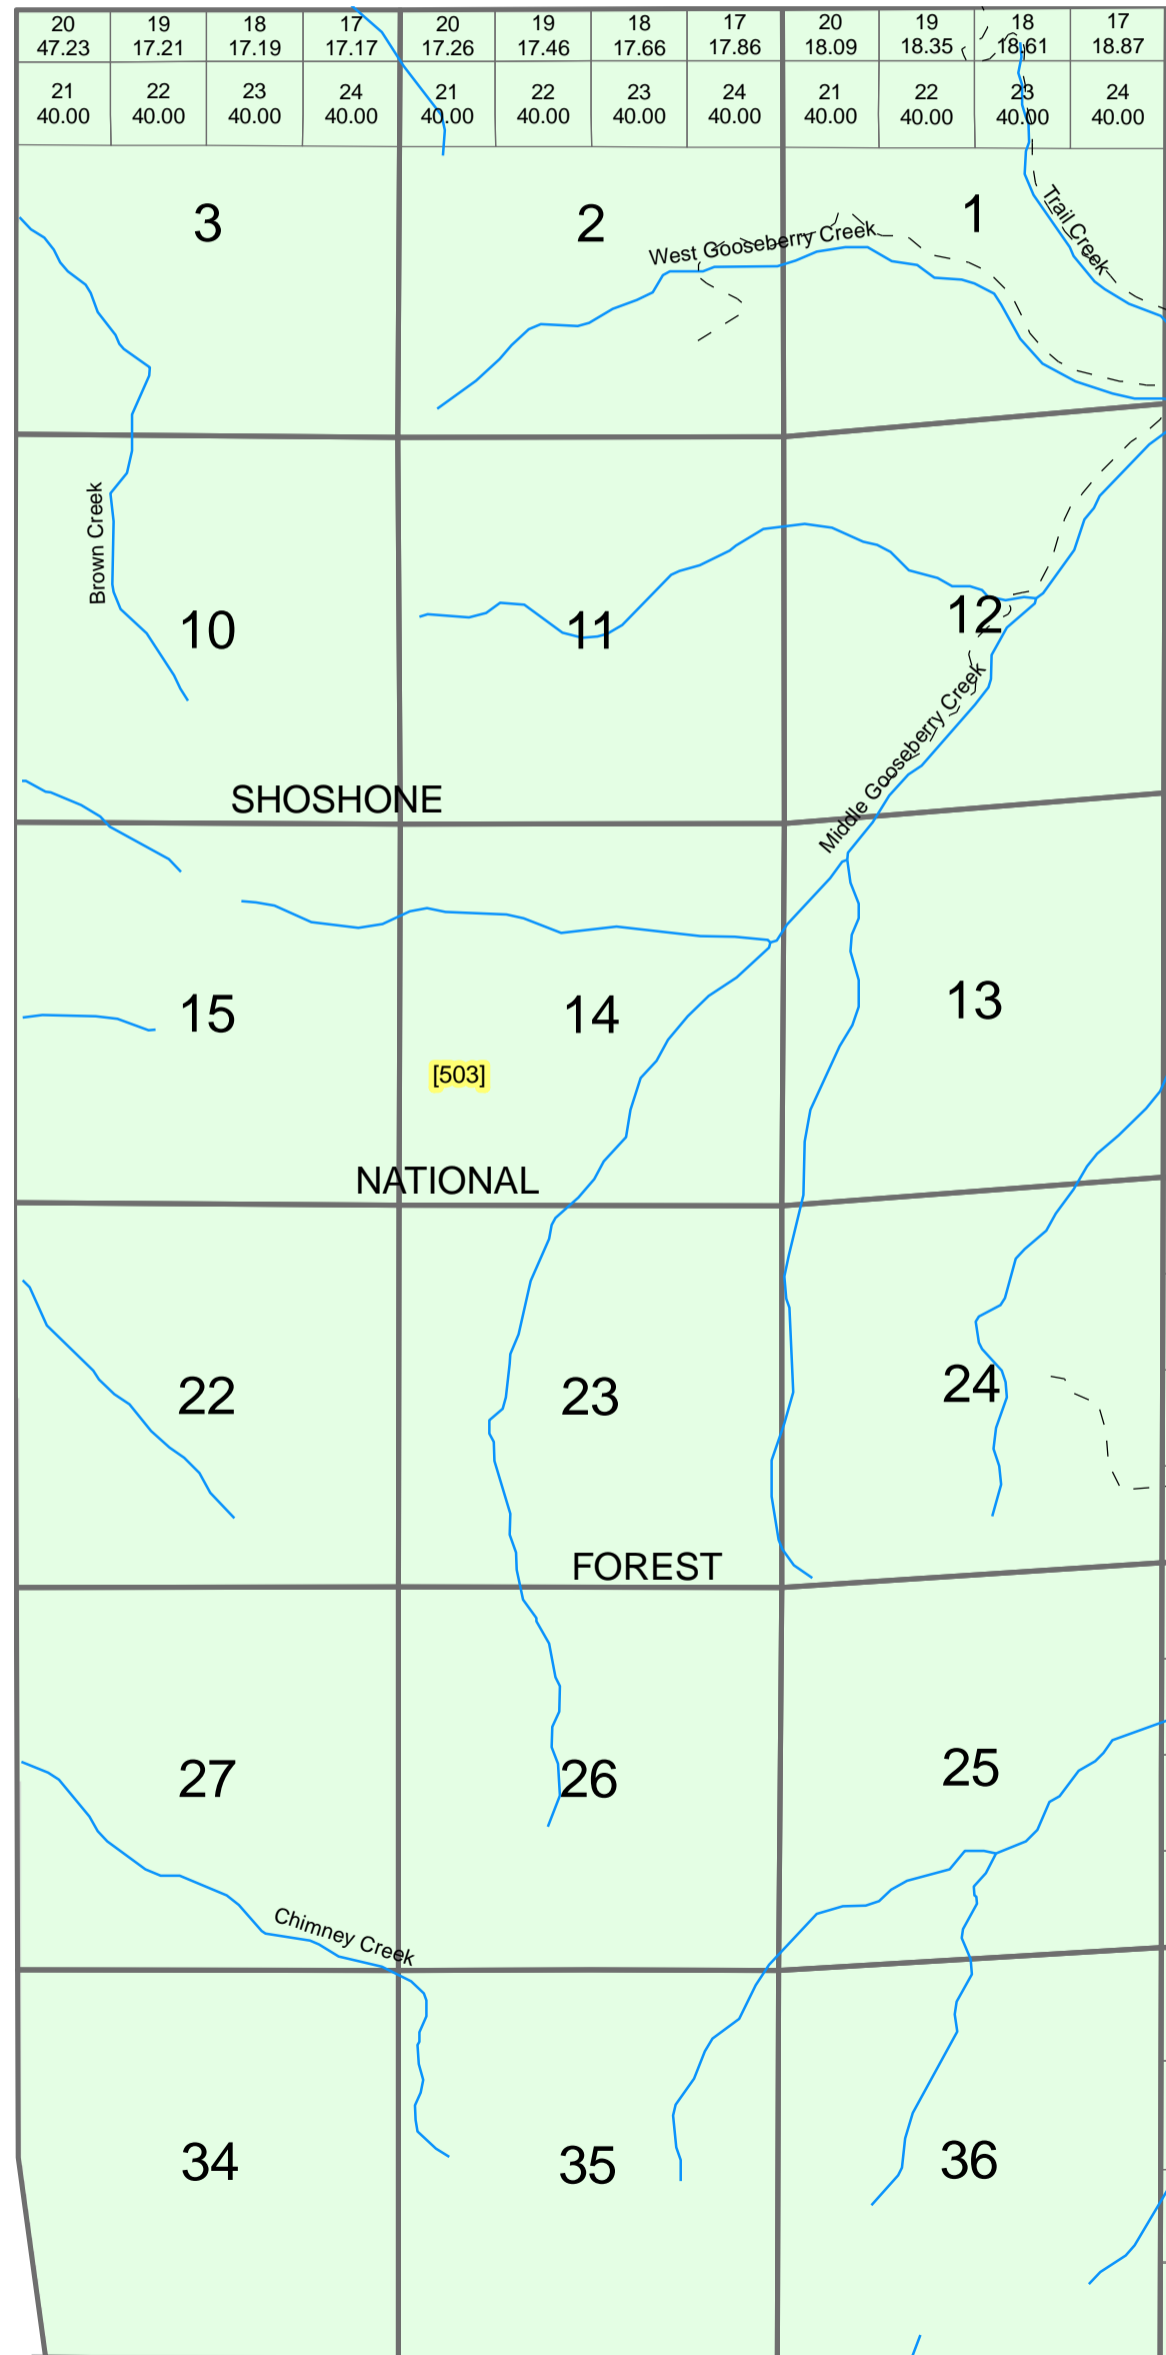 20 19 18 17 20 19 18 17 20 19 18 17
47.23 17.21 17.19 17.17 17.26 17.46 17.66 17.86 18.09 18.35 18.61 18.87
21 22 23 24 21 22 23 24 21 22 23 24
40.00 40.00 40.00 40.00 40.00 40.00 40.00 40.00 40.00 40.00 40.00 40.00
3 2 1
Trail Creek
West Gooseberry Creek
Brown Creek
10 11 12
Middle Gooseberry Creek
SHOSHONE
15 14 13
[503]
NATIONAL
22 23 24
FOREST
27 26 25
Chimney Creek
34 35 36